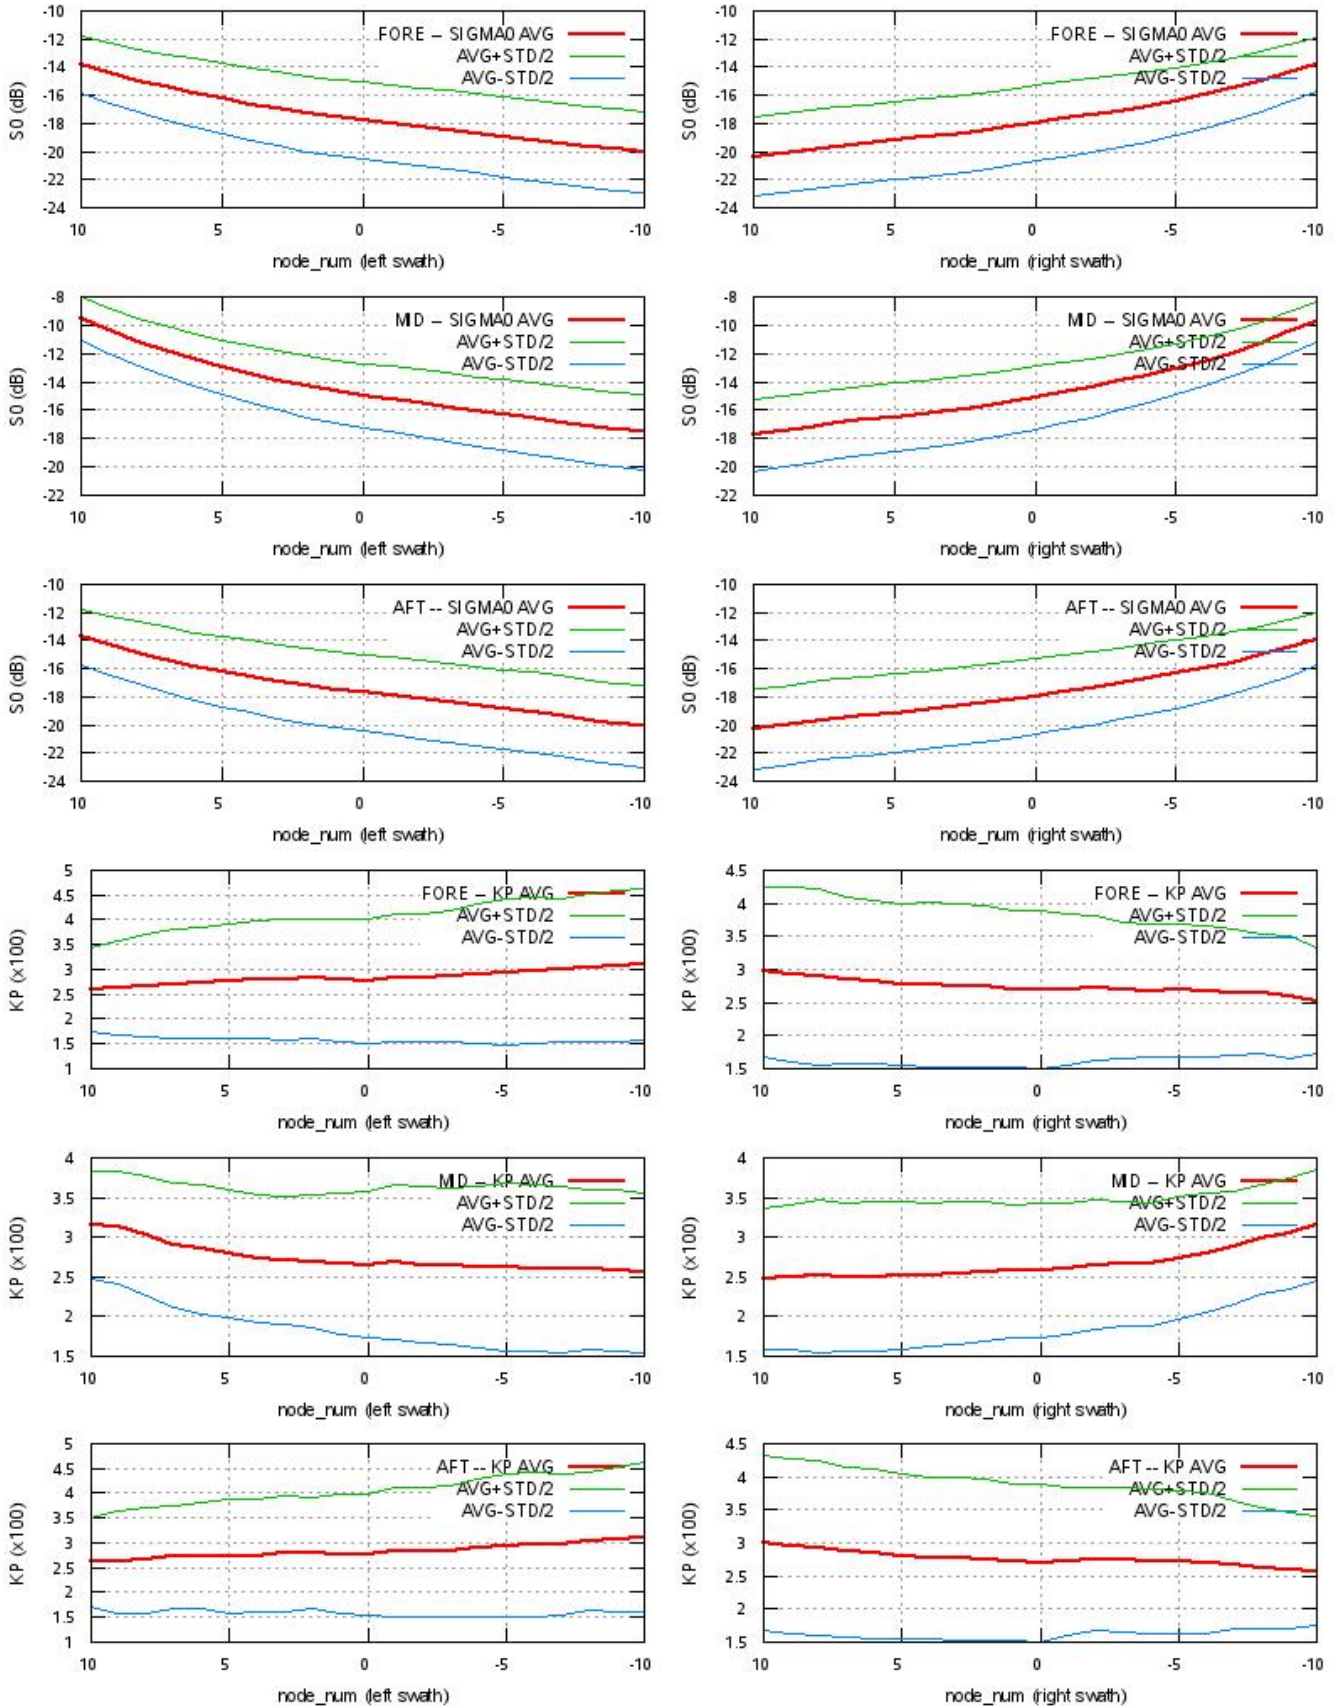 -10
FORE -- SIGMA0 AVG
-12
AVG+STD/2
-14
AVG-STD/2
-16
-18
-20
-22
-24
S0 (dB)
10 5 0 -5 -10
node_num (left swath)
-10
FORE -- SIGMA0 AVG
-12
AVG+STD/2
-14
AVG-STD/2
-16
-18
-20
-22
-24
S0 (dB)
10 5 0 -5 -10
node_num (right swath)
-8
MID -- SIGMA0 AVG
-10
AVG+STD/2
-12
AVG-STD/2
-14
-16
-18
-20
-22
S0 (dB)
10 5 0 -5 -10
node_num (left swath)
-8
MID -- SIGMA0 AVG
-10
AVG+STD/2
-12
AVG-STD/2
-14
-16
-18
-20
-22
S0 (dB)
10 5 0 -5 -10
node_num (right swath)
-10
AFT -- SIGMA0 AVG
-12
AVG+STD/2
-14
AVG-STD/2
-16
-18
-20
-22
-24
S0 (dB)
10 5 0 -5 -10
node_num (left swath)
-10
AFT -- SIGMA0 AVG
-12
AVG+STD/2
-14
AVG-STD/2
-16
-18
-20
-22
-24
S0 (dB)
10 5 0 -5 -10
node_num (right swath)
5
FORE -- KP AVG
4.5
AVG+STD/2
4
AVG-STD/2
3.5
3
2.5
2
1.5
1
KP (x100)
10 5 0 -5 -10
node_num (left swath)
4.5
FORE -- KP AVG
4
AVG+STD/2
AVG-STD/2
3.5
3
2.5
2
1.5
KP (x100)
10 5 0 -5 -10
node_num (right swath)
4
MID -- KP AVG
3.5
AVG+STD/2
AVG-STD/2
3
2.5
2
1.5
KP (x100)
10 5 0 -5 -10
node_num (left swath)
4
MID -- KP AVG
3.5
AVG+STD/2
AVG-STD/2
3
2.5
2
1.5
KP (x100)
10 5 0 -5 -10
node_num (right swath)
5
AFT -- KP AVG
4.5
AVG+STD/2
4
AVG-STD/2
3.5
3
2.5
2
1.5
1
KP (x100)
10 5 0 -5 -10
node_num (left swath)
4.5
AFT -- KP AVG
4
AVG+STD/2
AVG-STD/2
3.5
3
2.5
2
1.5
KP (x100)
10 5 0 -5 -10
node_num (right swath)